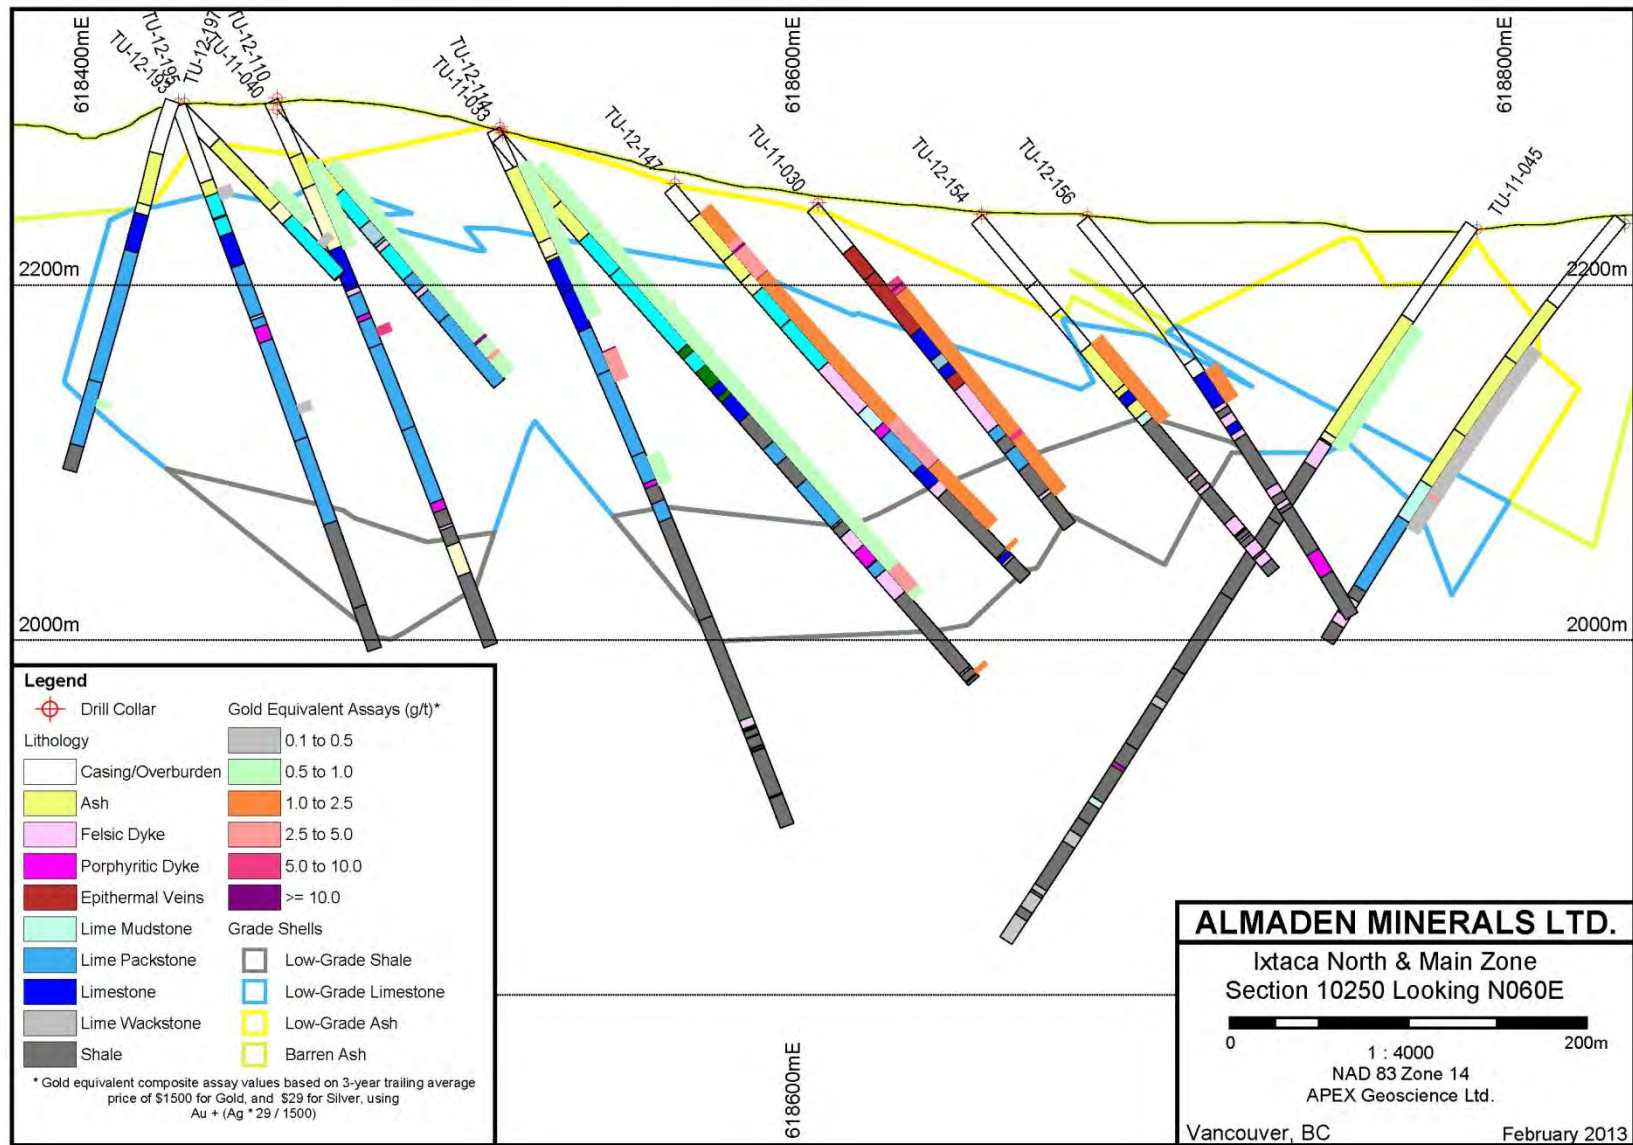 618400mE
TU-12-193
TU-12-195
TU-12-197
TU-12-110
TU-11-040
TU-12-114
TU-11-033
TU-12-147
618600mE
TU-11-030
TU-12-154
TU-12-156
618800mE
TU-11-045
2200m
2200m
2000m
2000m
Legend
Drill Collar
Lithology
Casing/Overburden
Ash
Felsic Dyke
Porphyritic Dyke
Epithermal Veins
Lime Mudstone
Lime Packstone
Limestone
Lime Wackstone
Shale
Gold Equivalent Assays (g/t)*
0.1 to 0.5
0.5 to 1.0
1.0 to 2.5
2.5 to 5.0
5.0 to 10.0
>= 10.0
Grade Shells
Low-Grade Shale
Low-Grade Limestone
Low-Grade Ash
Barren Ash
* Gold equivalent composite assay values based on 3-year trailing average
price of $1500 for Gold, and $29 for Silver, using
Au + (Ag * 29 / 1500)
618600mE
ALMADEN MINERALS LTD.
Ixtaca North & Main Zone
Section 10250 Looking N060E
0 200m
1 : 4000
NAD 83 Zone 14
APEX Geoscience Ltd.
Vancouver, BC February 2013